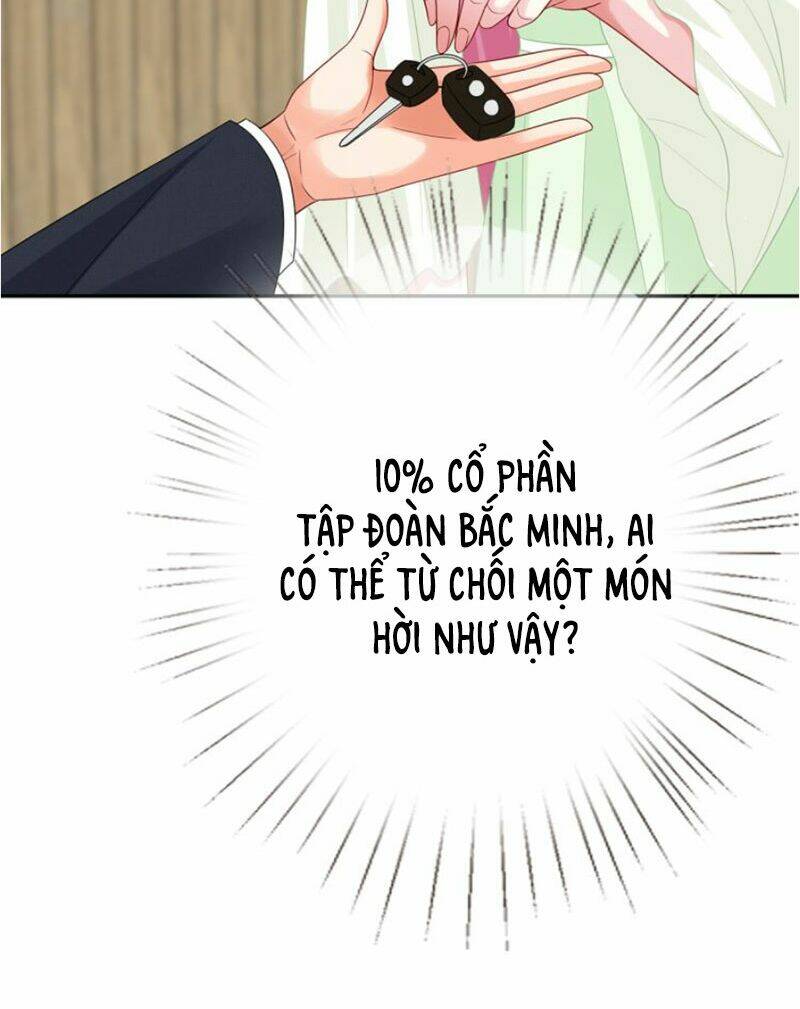 10% CỔ PHẦN
TẬP ĐOÀN BẮC MINH, AI
CÓ THỂ TỪ CHỐI MỘT MÓN
HỜI NHƯ VẬY?